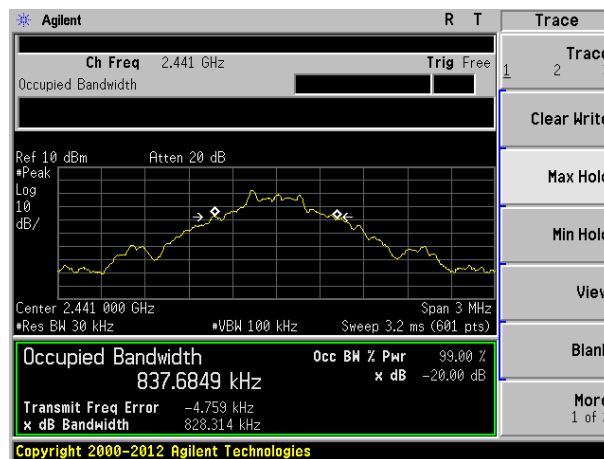 Agilent R T Trace
Ch Freq 2.441 GHz Trig Free
Occupied Bandwidth
Trace
1 2
Clear Write
Max Hold
Min Hold
View
Blank
More
1 of
Ref 10 dBm Atten 20 dB
#Peak
Log
10
dB/
Center 2.441 000 GHz Span 3 MHz
#Res BW 30 kHz #VBW 100 kHz Sweep 3.2 ms (601 pts)
Occupied Bandwidth Occ BW % Pwr 99.00 %
837.6849 kHz x dB -20.00 dB
Transmit Freq Error -4.759 kHz
x dB Bandwidth 828.314 kHz
Copyright 2000-2012 Agilent Technologies